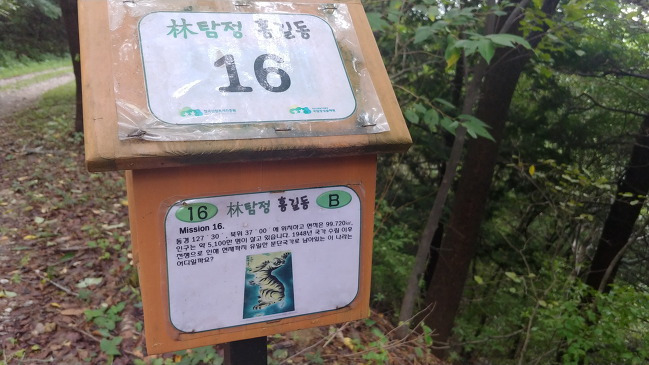 林탐정 홍길동
16
16 林탐정 홍길동 B
Mission 16.
동경 127° 30′, 북위 37° 00′에 위치하고 면적은 99,720㎢,
인구는 약 5,100만 명이 살고 있습니다. 1948년 국가 수립 이후
전쟁으로 인해 현재까지 유일한 분단국가로 남아있는 이 나라는
어디일까요?